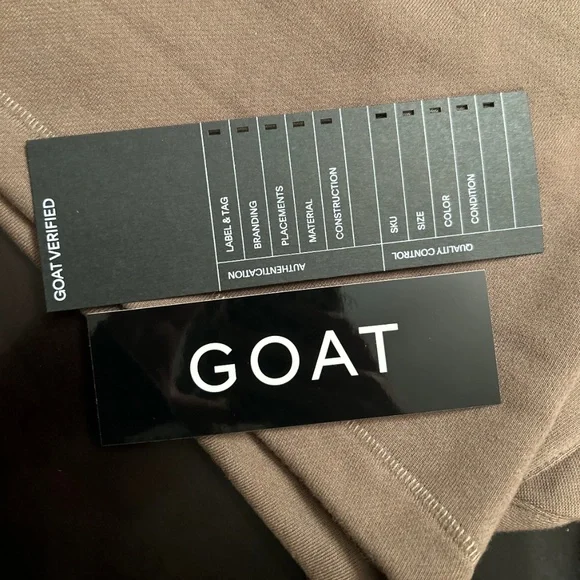 GOAT VERIFIED
LABEL & TAG
BRANDING
PLACEMENTS
MATERIAL
CONSTRUCTION
AUTHENTICATION
SKU
SIZE
COLOR
CONDITION
QUALITY CONTROL
GOAT